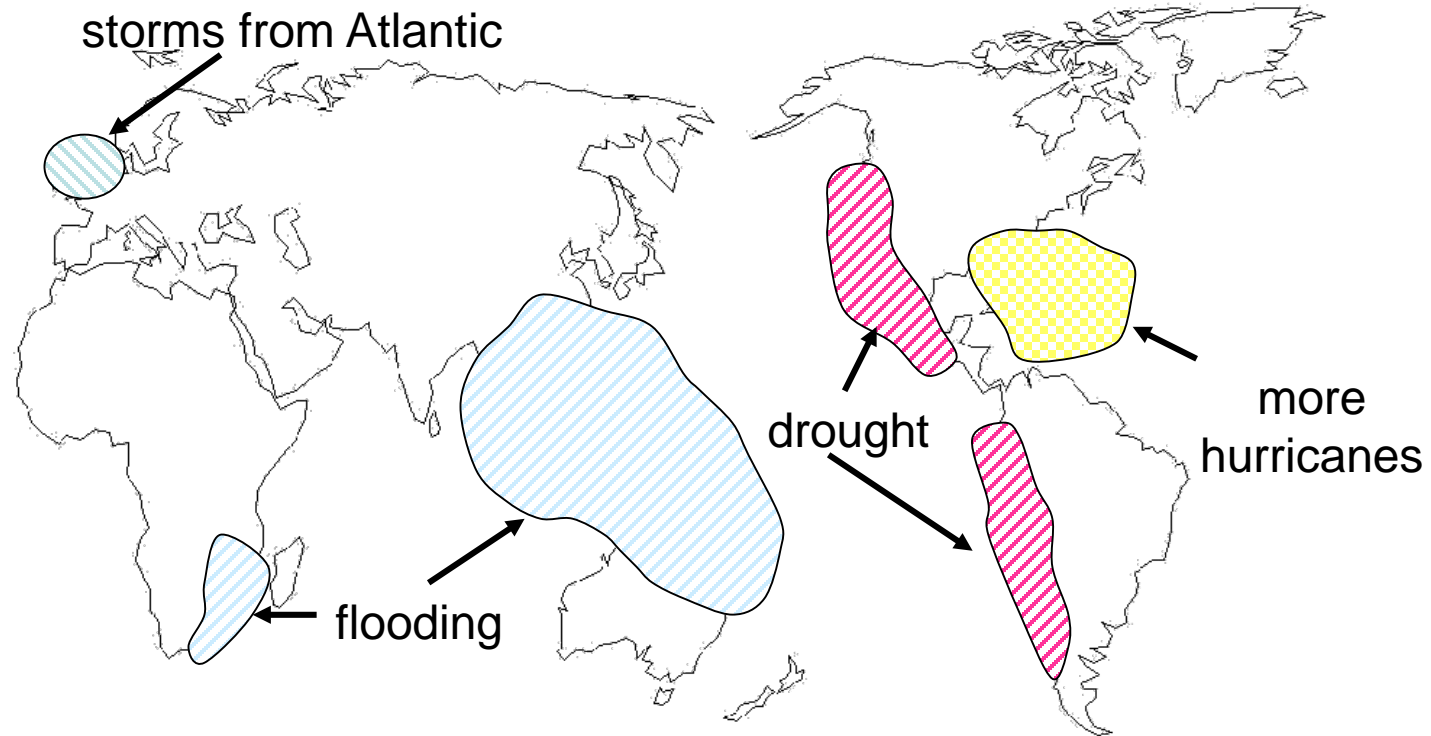 storms from Atlantic
drought
more
hurricanes
flooding